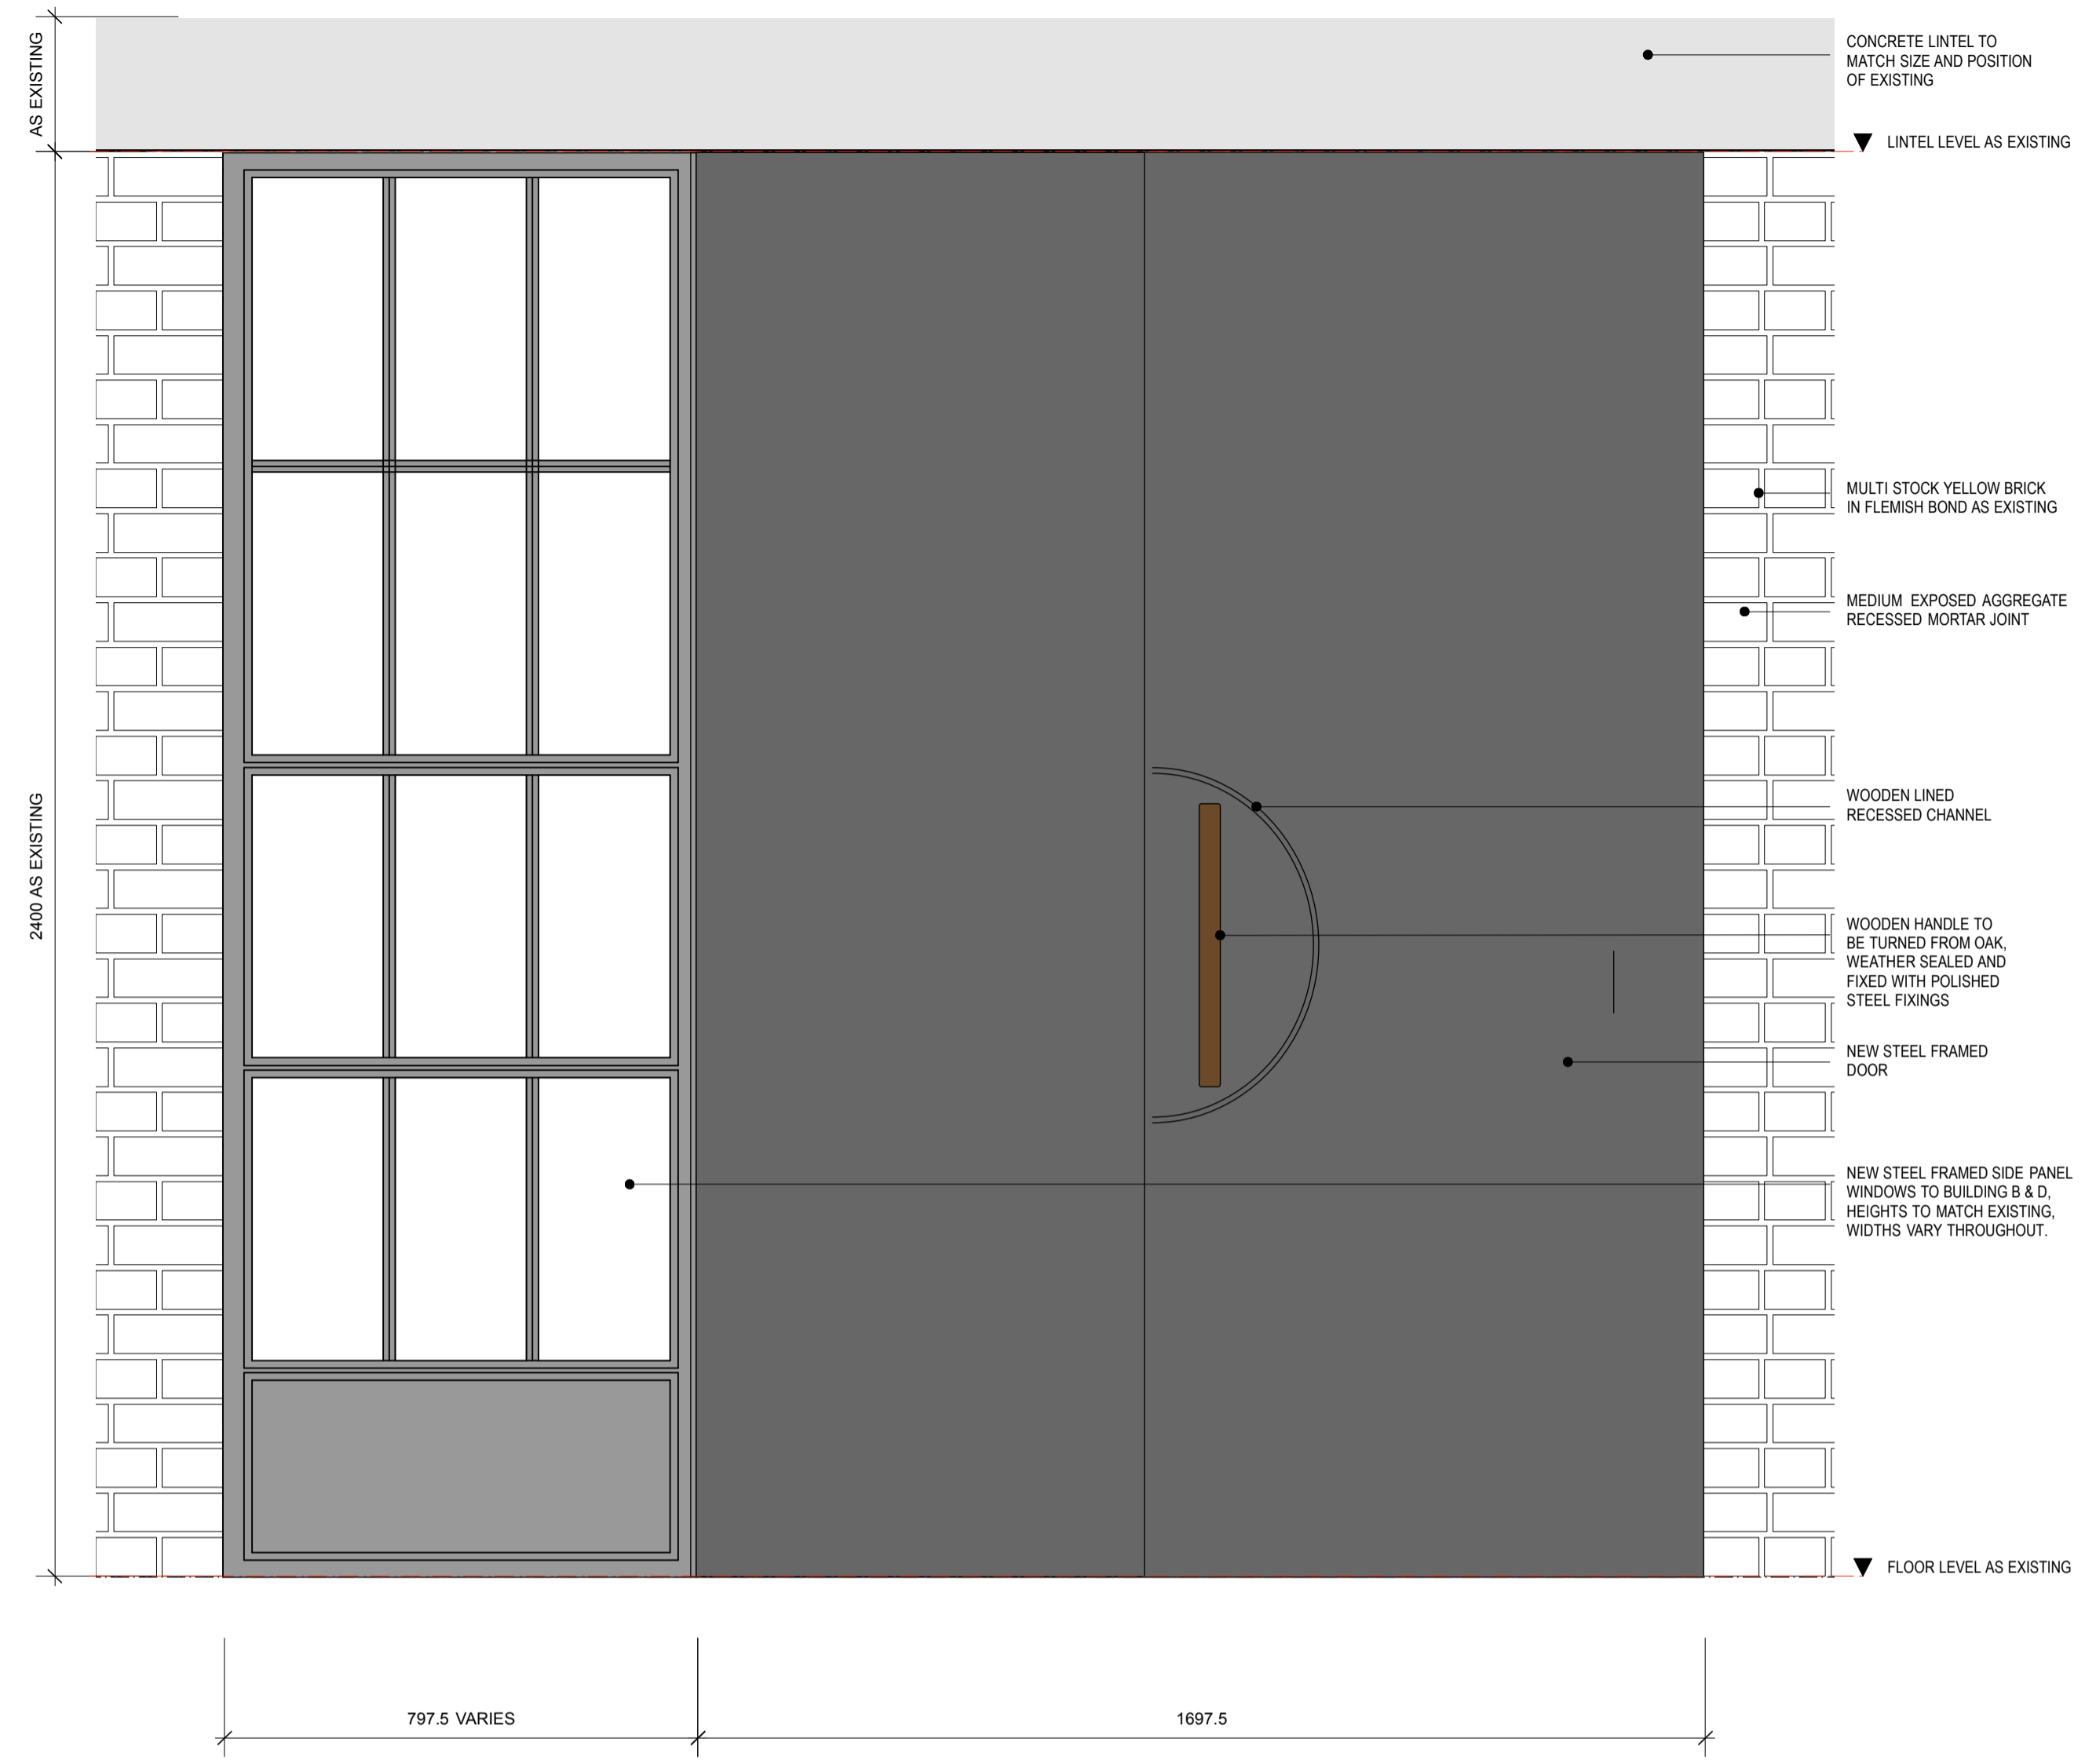 AS EXISTING
CONCRETE LINTEL TO
MATCH SIZE AND POSITION
OF EXISTING
LINTEL LEVEL AS EXISTING
MULTI STOCK YELLOW BRICK
IN FLEMISH BOND AS EXISTING
MEDIUM EXPOSED AGGREGATE
RECESSED MORTAR JOINT
WOODEN LINED
RECESSED CHANNEL
2400 AS EXISTING
WOODEN HANDLE TO
BE TURNED FROM OAK,
WEATHER SEALED AND
FIXED WITH POLISHED
STEEL FIXINGS
NEW STEEL FRAMED
DOOR
NEW STEEL FRAMED SIDE PANEL
WINDOWS TO BUILDING B & D,
HEIGHTS TO MATCH EXISTING,
WIDTHS VARY THROUGHOUT.
FLOOR LEVEL AS EXISTING
797.5 VARIES
1697.5